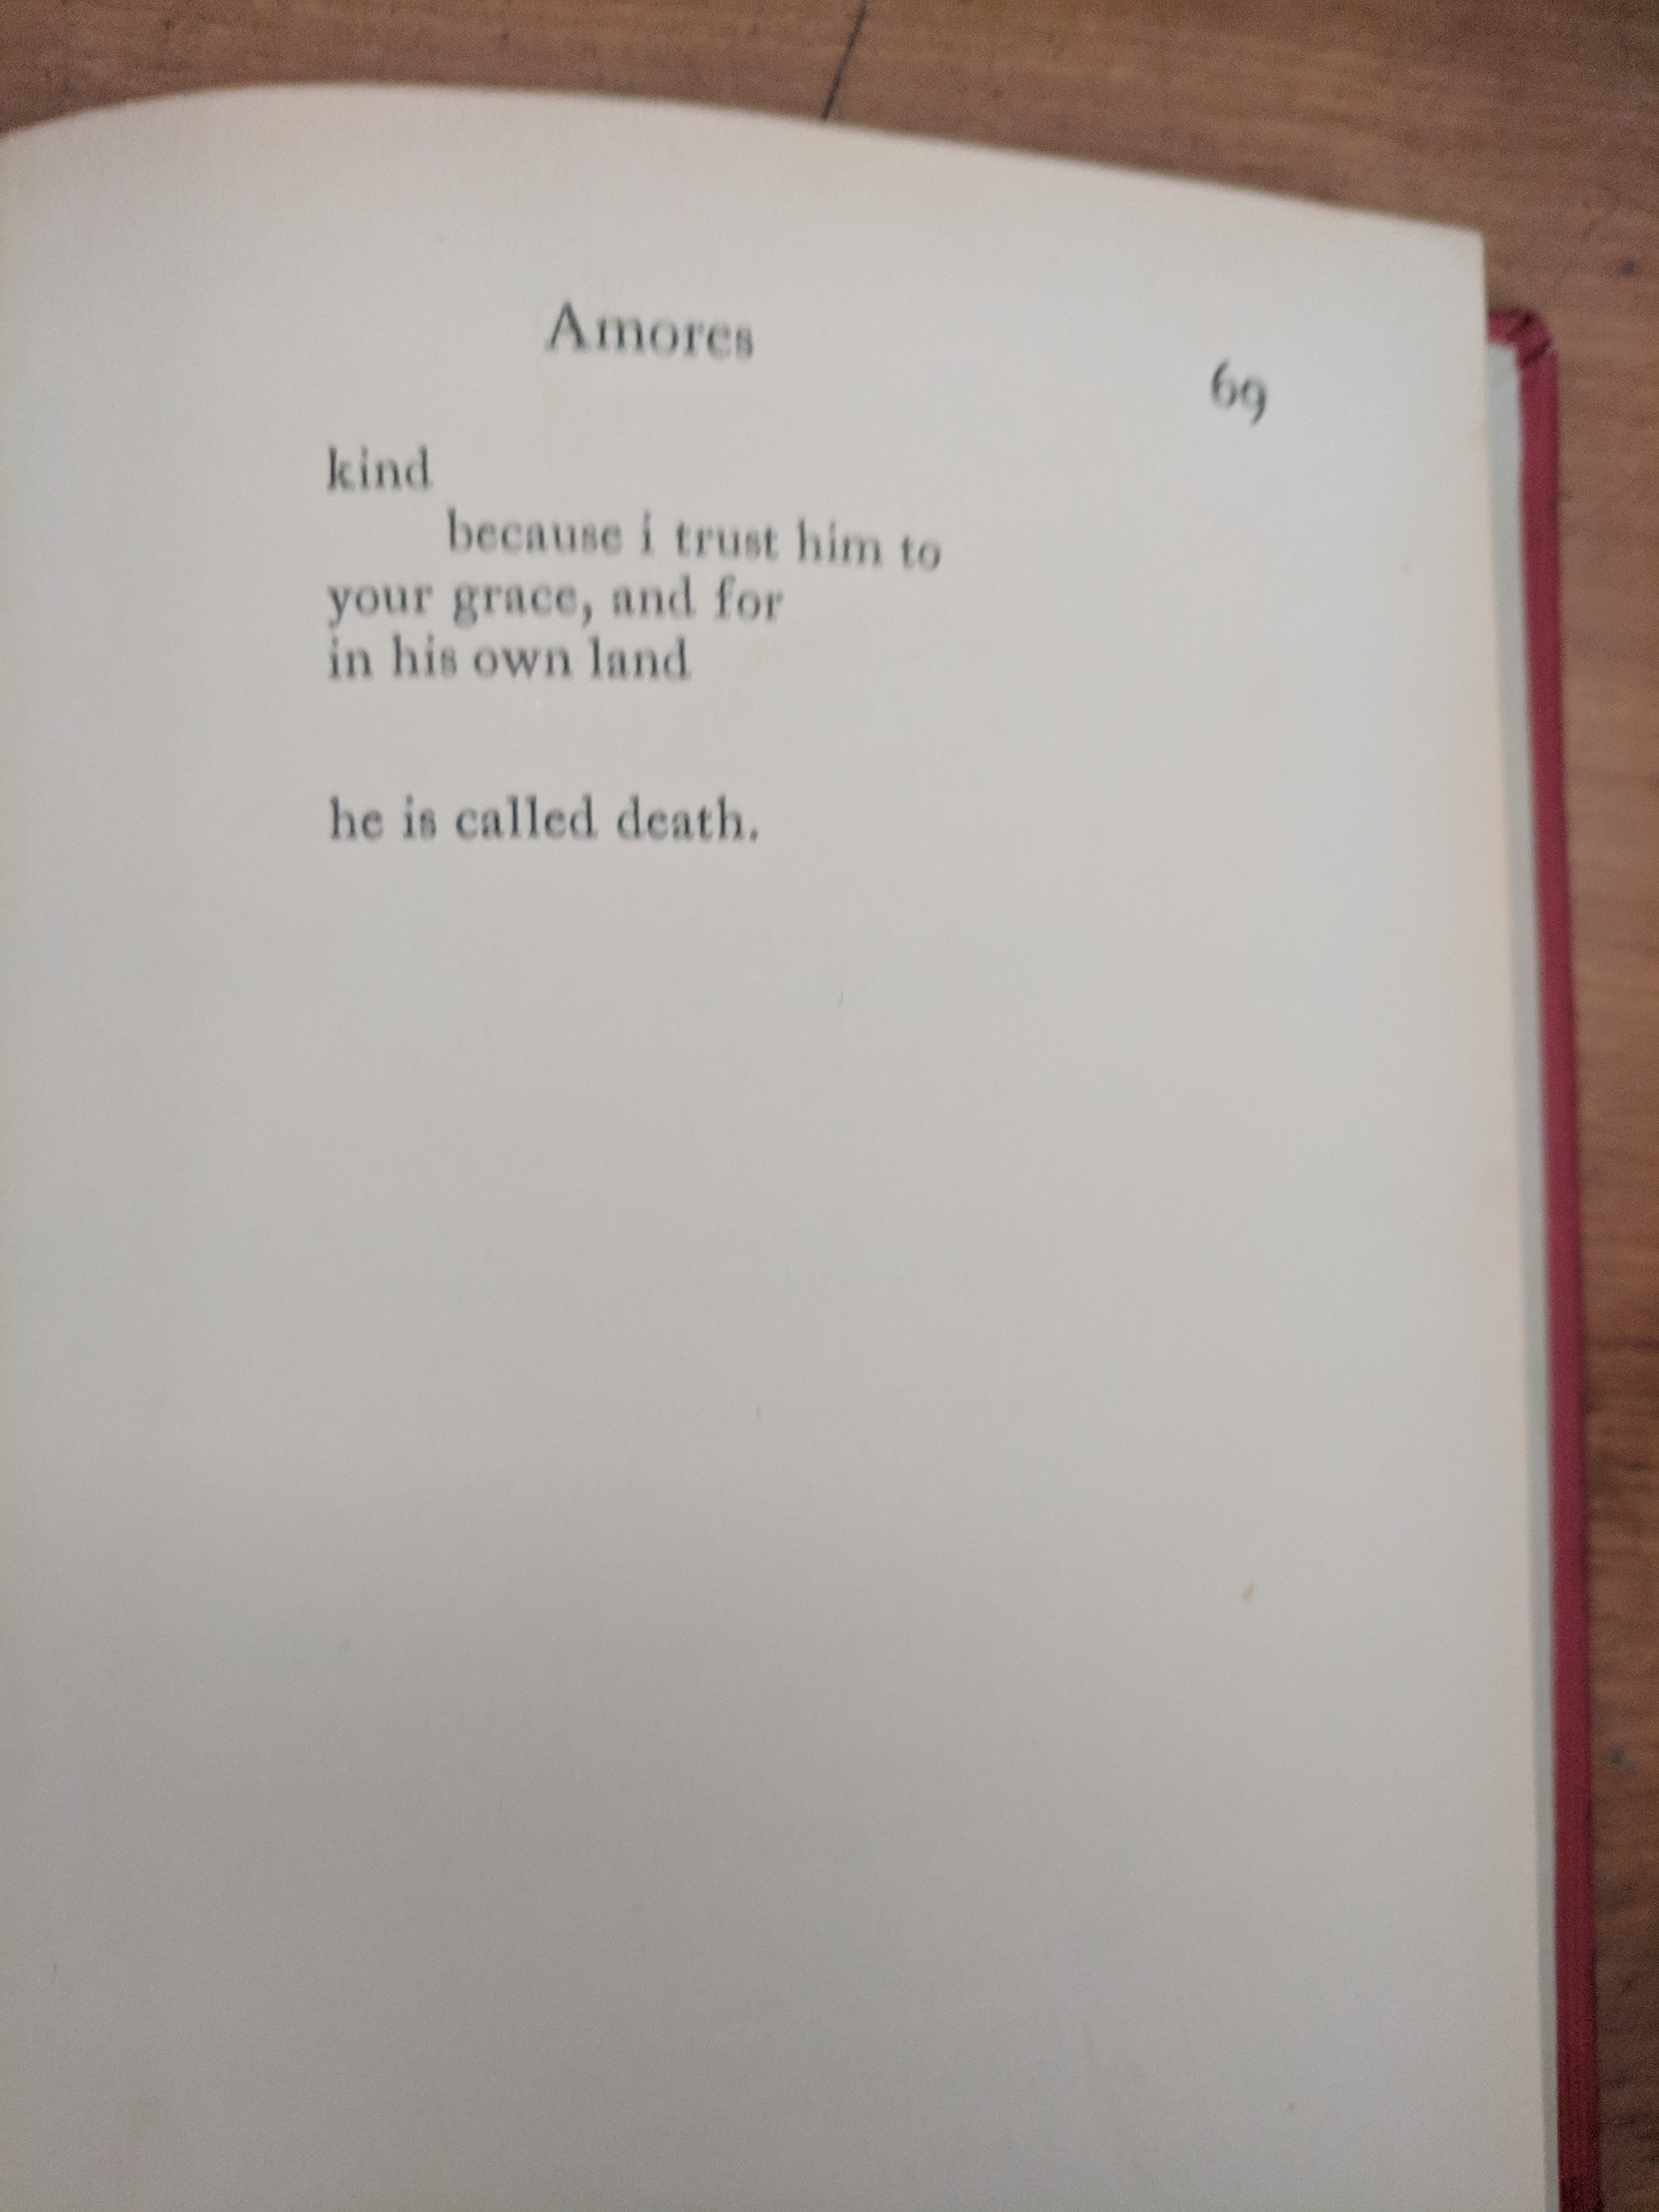 Amores
69
kind
because i trust him to
your grace, and for
in his own land
he is called death.